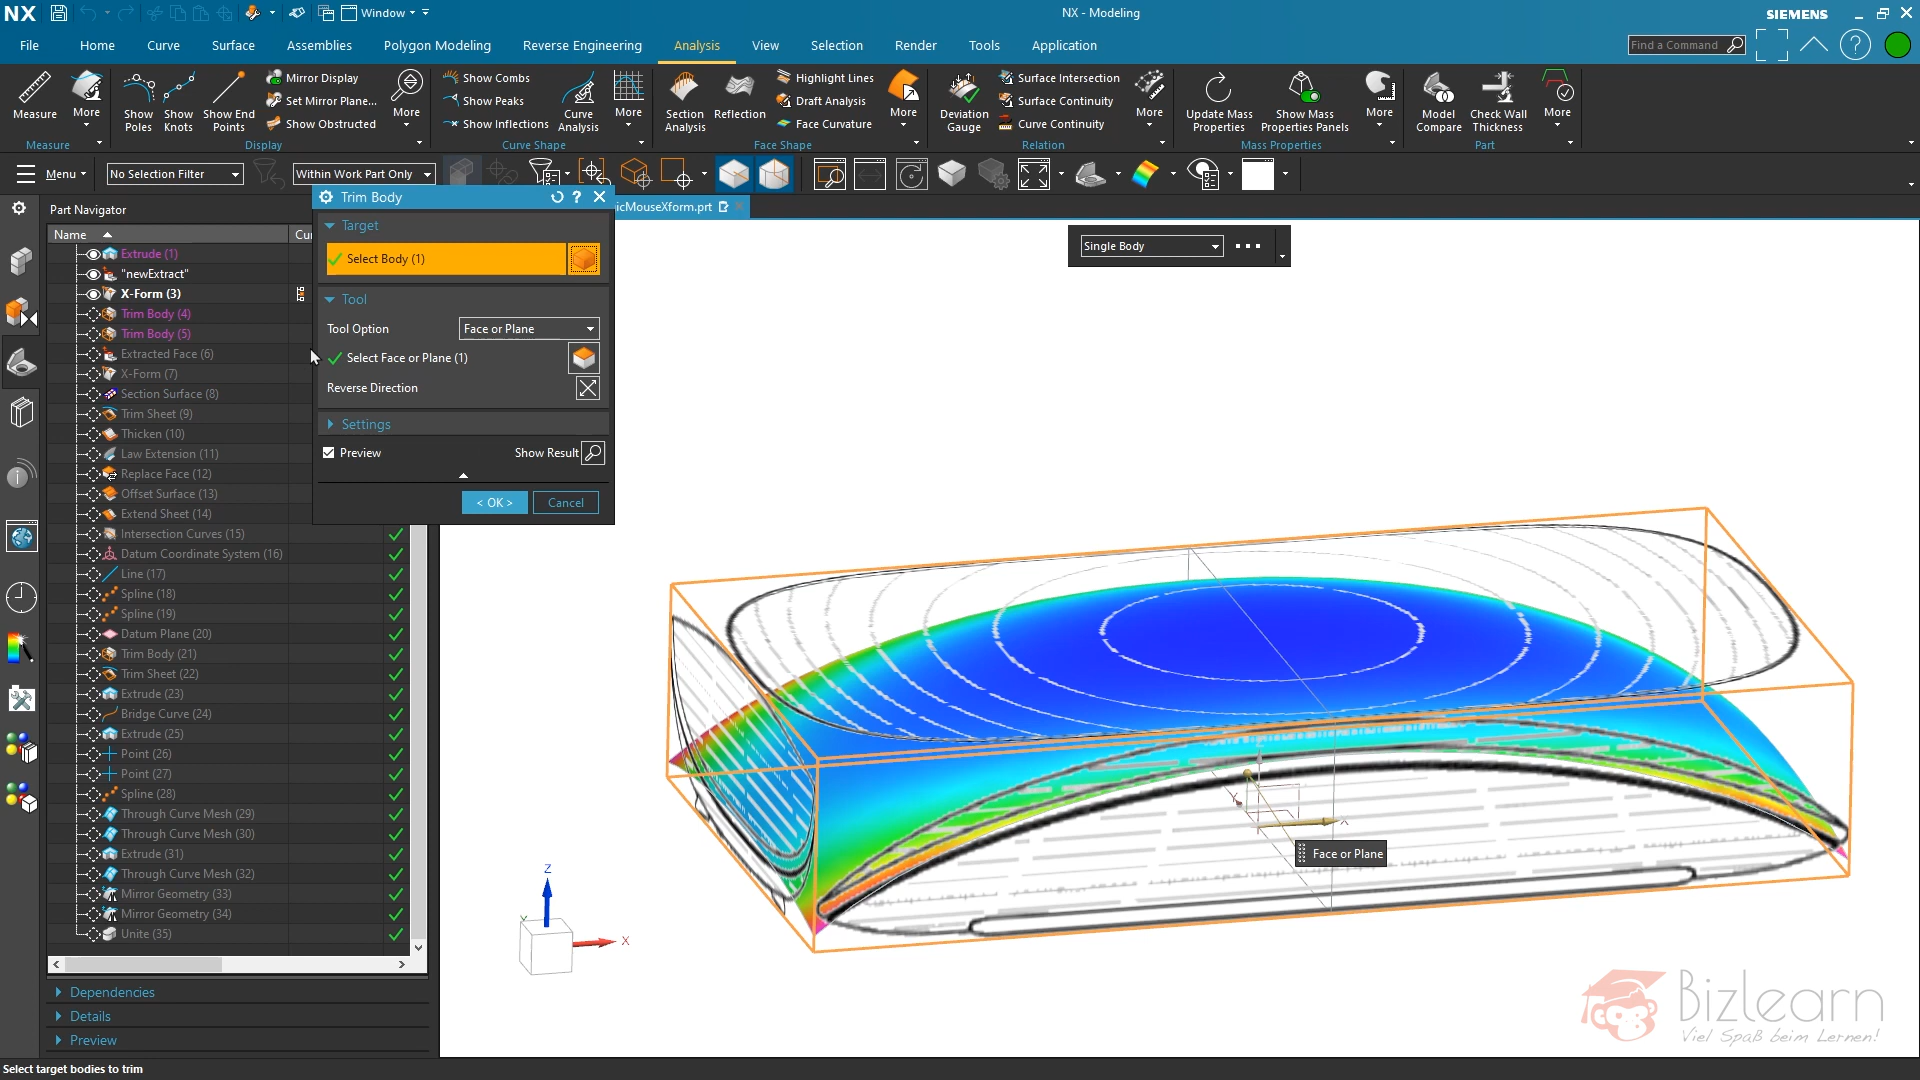 NX
Window
NX - Modeling
SIEMENS
File
Home
Curve
Surface
Assemblies
Polygon Modeling
Reverse Engineering
Analysis
View
Selection
Render
Tools
Application
Find a Command
Measure
More
Show Poles
Show Knots
Show End Points
Mirror Display
Set Mirror Plane...
Show Obstructed
More
Show Combs
Show Peaks
Show Inflections
Curve Analysis
More
Section Analysis
Reflection
Highlight Lines
Draft Analysis
Face Curvature
More
Deviation Gauge
Surface Intersection
Surface Continuity
Curve Continuity
More
Update Mass Properties
Show Mass Properties Panels
More
Model Compare
Check Wall Thickness
More
Measure
Display
Curve Shape
Face Shape
Relation
Mass Properties
Part
Menu
No Selection Filter
Within Work Part Only
Part Navigator
Name
Cu
Extrude (1)
"newExtract"
X-Form (3)
Trim Body (4)
Trim Body (5)
Extracted Face (6)
X-Form (7)
Section Surface (8)
Trim Sheet (9)
Thicken (10)
Law Extension (11)
Replace Face (12)
Offset Surface (13)
Extend Sheet (14)
Intersection Curves (15)
Datum Coordinate System (16)
Line (17)
Spline (18)
Spline (19)
Datum Plane (20)
Trim Body (21)
Trim Sheet (22)
Extrude (23)
Bridge Curve (24)
Extrude (25)
Point (26)
Point (27)
Spline (28)
Through Curve Mesh (29)
Through Curve Mesh (30)
Extrude (31)
Through Curve Mesh (32)
Mirror Geometry (33)
Mirror Geometry (34)
Unite (35)
Dependencies
Details
Preview
Select target bodies to trim
Trim Body
Target
Select Body (1)
Tool
Tool Option
Face or Plane
Select Face or Plane (1)
Reverse Direction
Settings
Preview
Show Result
< OK >
Cancel
icMouseXform.prt
Single Body
Y
X
Face or Plane
Z
Y
X
Bizlearn
Viel Spaß beim Lernen!